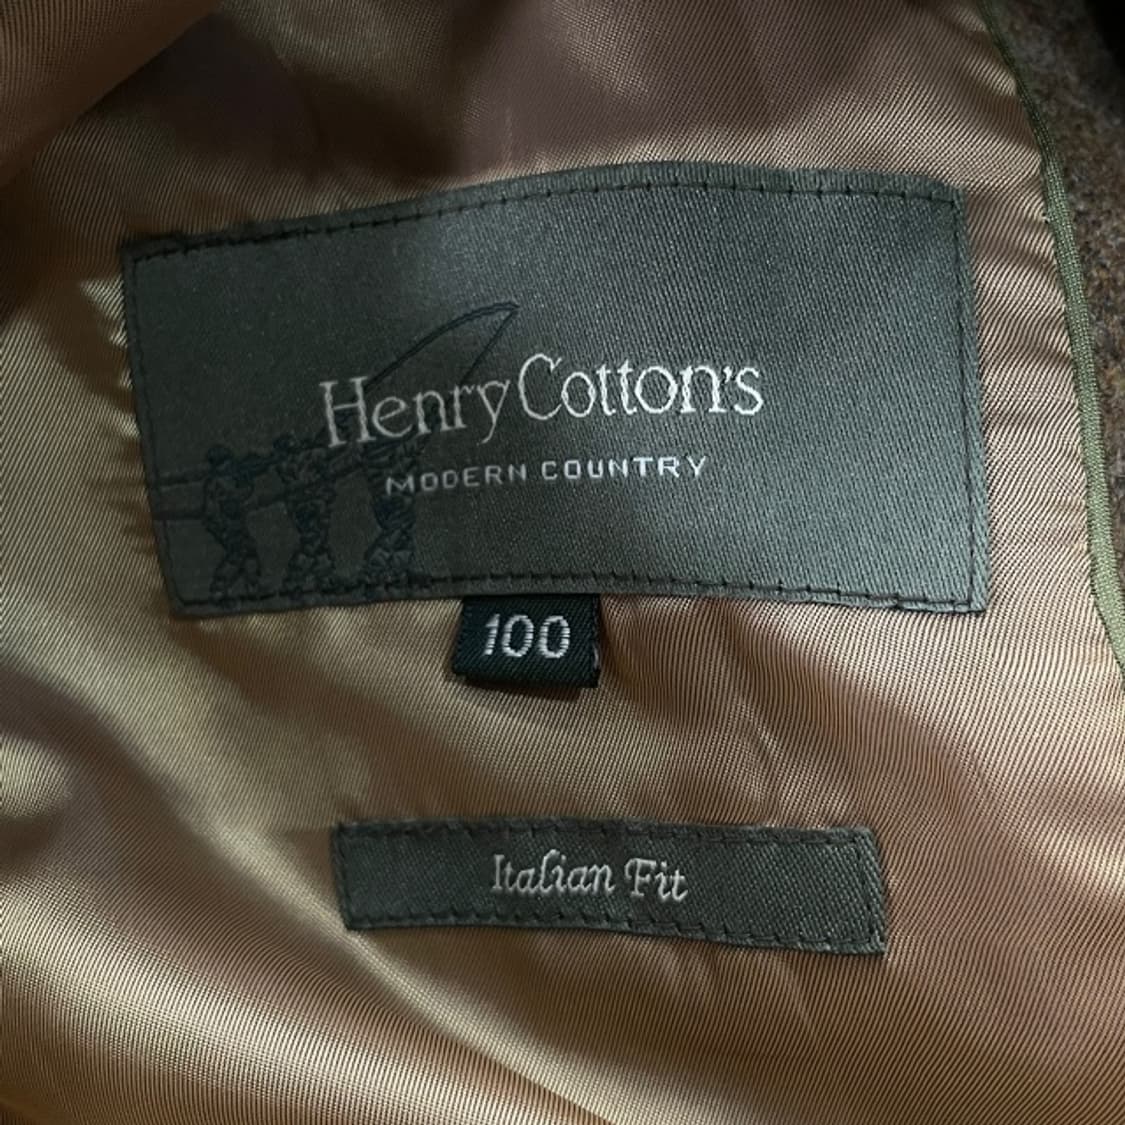 Henry Cotton's
MODERN COUNTRY
100
Italian Fit